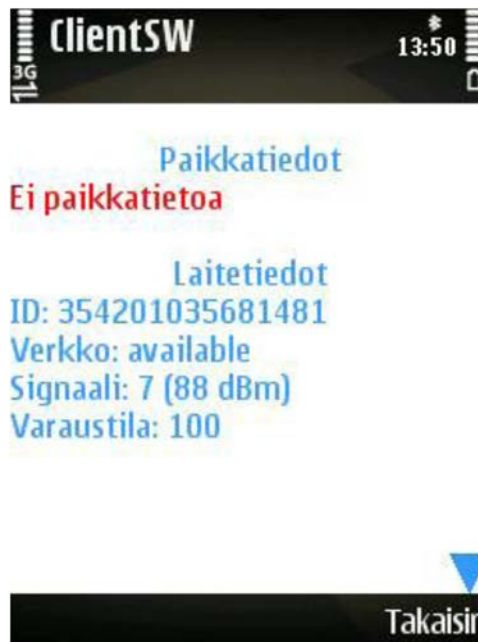 ClientSW
13:50
3G
Paikkatiedot
Ei paikkatietoa
Laitetiedot
ID: 354201035681481
Verkko: available
Signaali: 7 (88 dBm)
Varaustila: 100
Takaisin